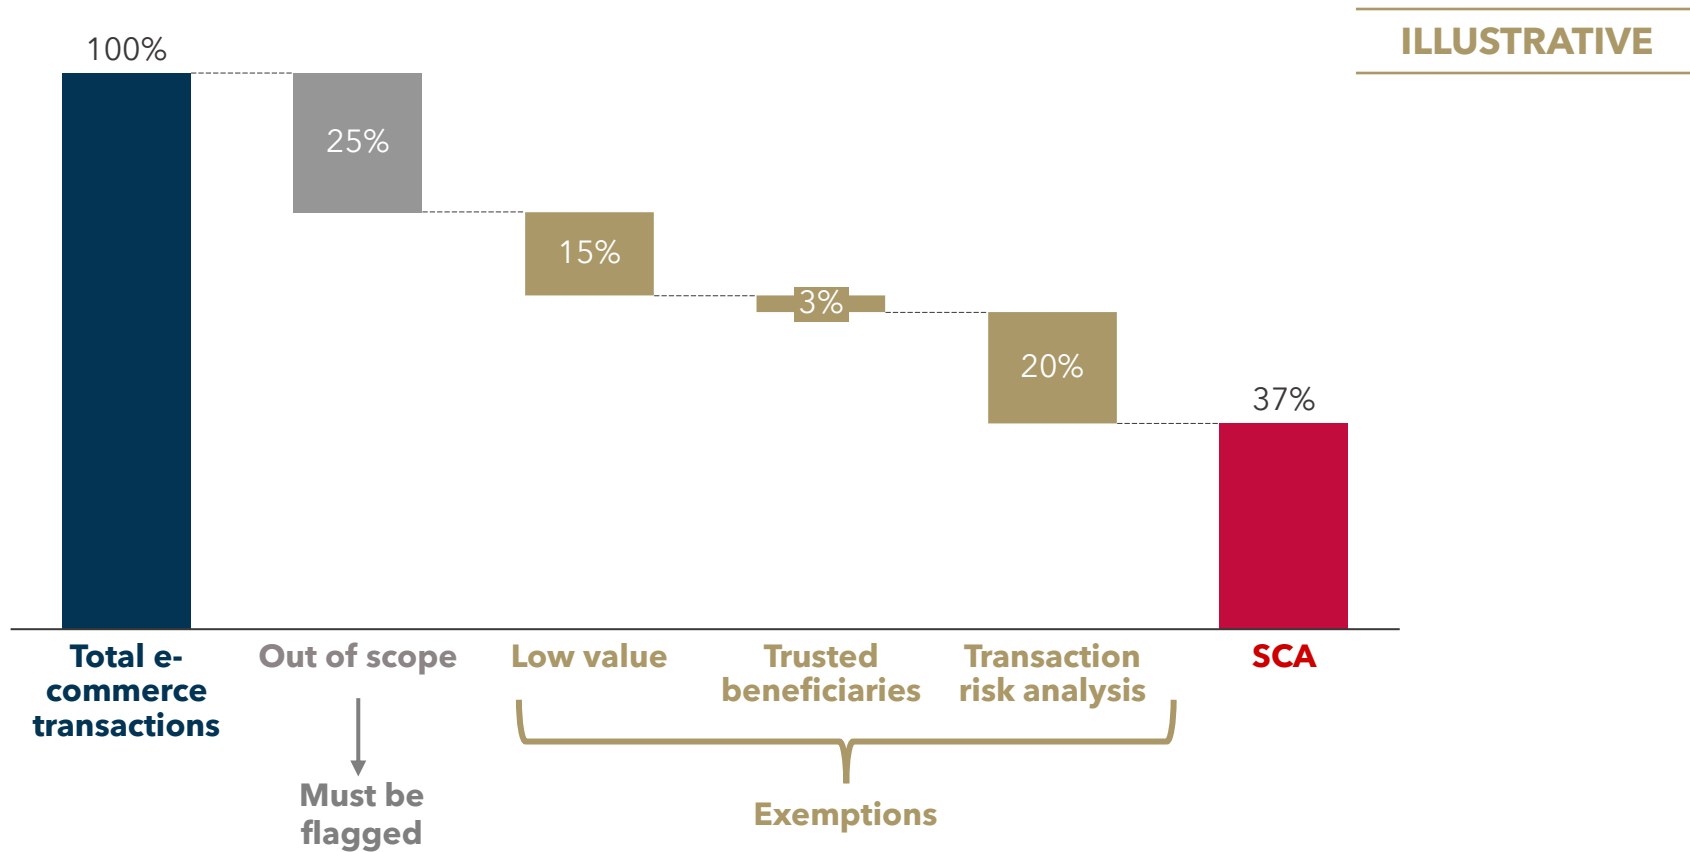 ILLUSTRATIVE
100%
25%
15%
3%
20%
37%
Total e-
commerce
transactions
Out of scope
Low value
Trusted
beneficiaries
Transaction
risk analysis
SCA
Must be
flagged
Exemptions